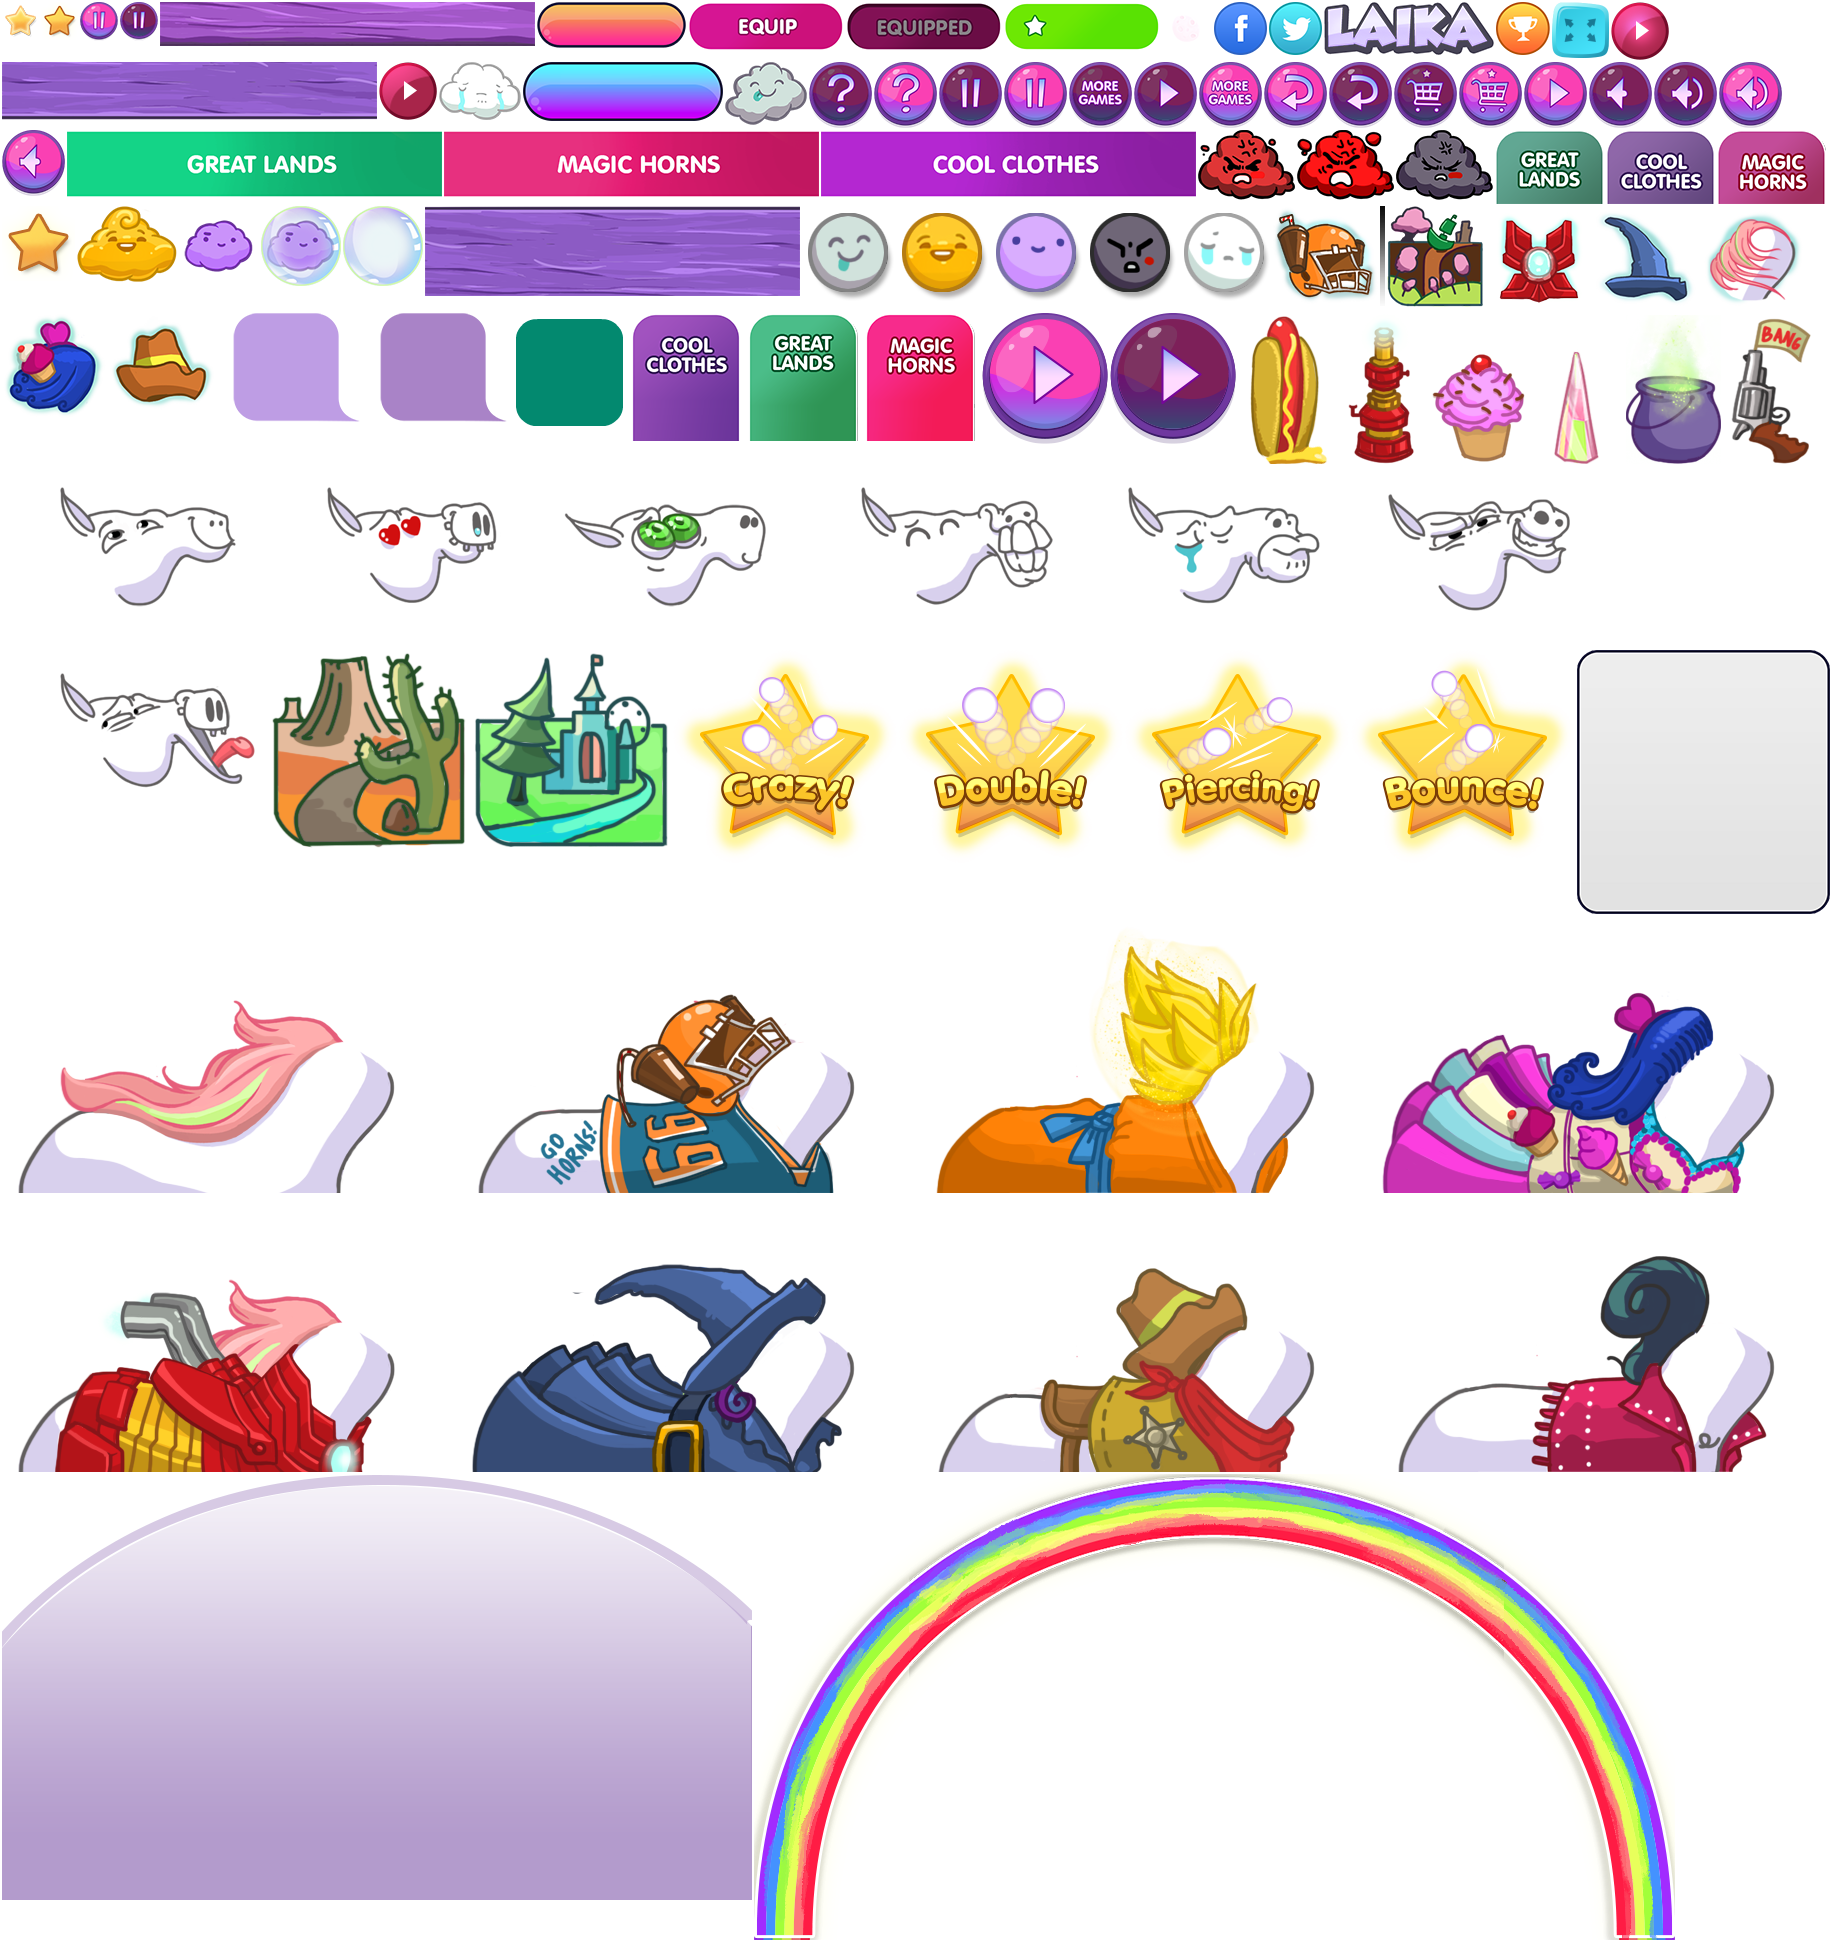 EQUIP
EQUIPPED
LAIKA
MORE
GAMES
MORE
GAMES
GREAT LANDS
MAGIC HORNS
COOL CLOTHES
GREAT
LANDS
COOL
CLOTHES
MAGIC
HORNS
COOL
CLOTHES
GREAT
LANDS
MAGIC
HORNS
BANG
Crazy!
Double!
Piercing!
Bounce!
GO
HORNS!
66